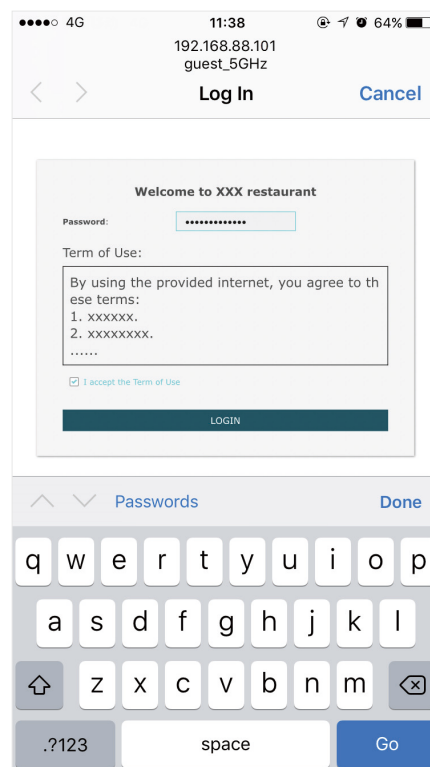 4G 11:38 64%
192.168.88.101
guest_5GHz
Log In Cancel
Welcome to XXX restaurant
Password: •••••••••••••
Term of Use:
By using the provided internet, you agree to th
ese terms:
1. xxxxxx.
2. xxxxxxxx.
......
I accept the Term of Use
LOGIN
Passwords Done
q w e r t y u i o p
a s d f g h j k l
z x c v b n m
.?123 space Go